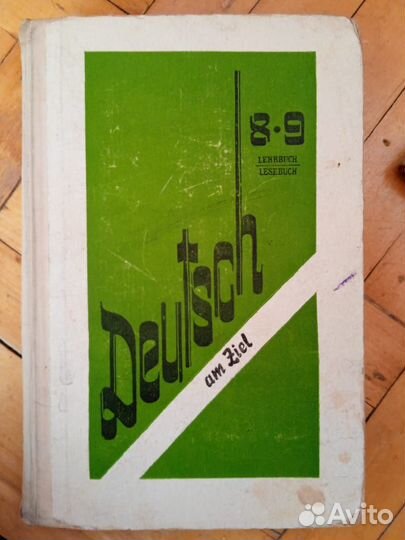 8·9
LEHRBUCH
LESEBUCH
Deutsch
am Ziel
Avito